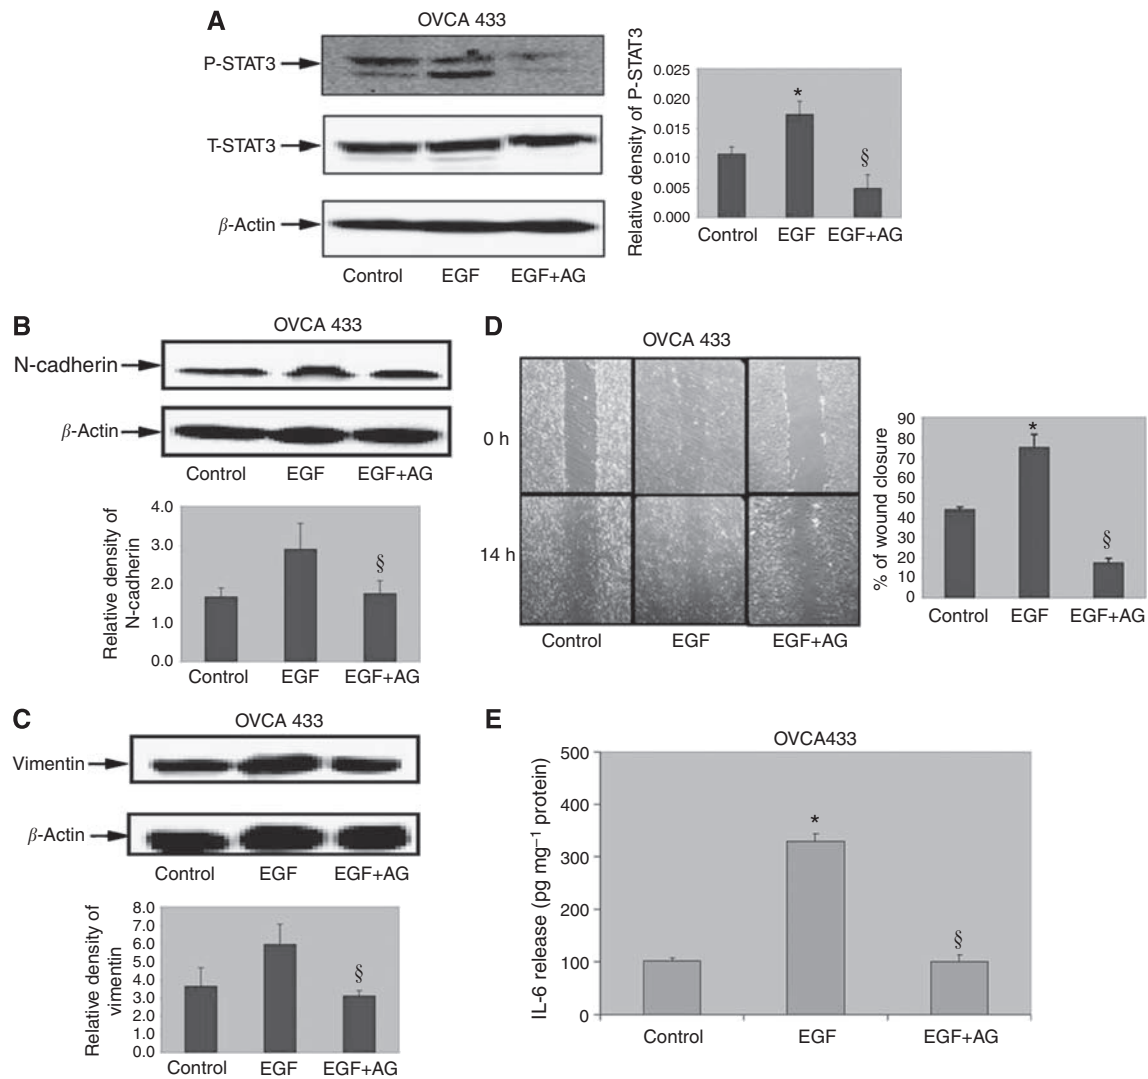 A
OVCA 433
P-STAT3
T-STAT3
β-Actin
Control EGF EGF+AG
Relative density of P-STAT3
0.025
0.020
0.015
0.010
0.005
0.000
*
§
Control EGF EGF+AG
B
OVCA 433
N-cadherin
β-Actin
Control EGF EGF+AG
Relative density of
N-cadherin
4.0
3.0
2.0
1.0
0.0
§
Control EGF EGF+AG
C
OVCA 433
Vimentin
β-Actin
Control EGF EGF+AG
Relative density of
vimentin
8.0
7.0
6.0
5.0
4.0
3.0
2.0
1.0
0.0
§
Control EGF EGF+AG
D
OVCA 433
0 h
14 h
Control EGF EGF+AG
% of wound closure
90
80
70
60
50
40
30
20
10
0
*
§
Control EGF EGF+AG
E
OVCA433
IL-6 release (pg mg⁻¹ protein)
500
400
300
200
100
0
*
§
Control EGF EGF+AG